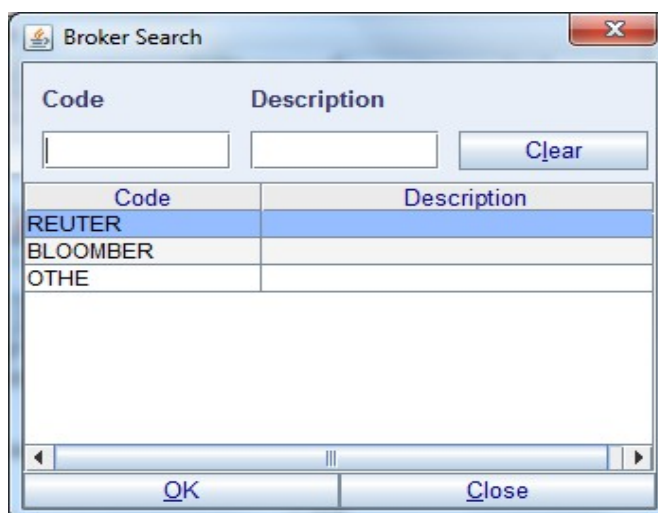 Broker Search
Code Description
Clear
Code Description
REUTER
BLOOMBER
OTHE
OK Close